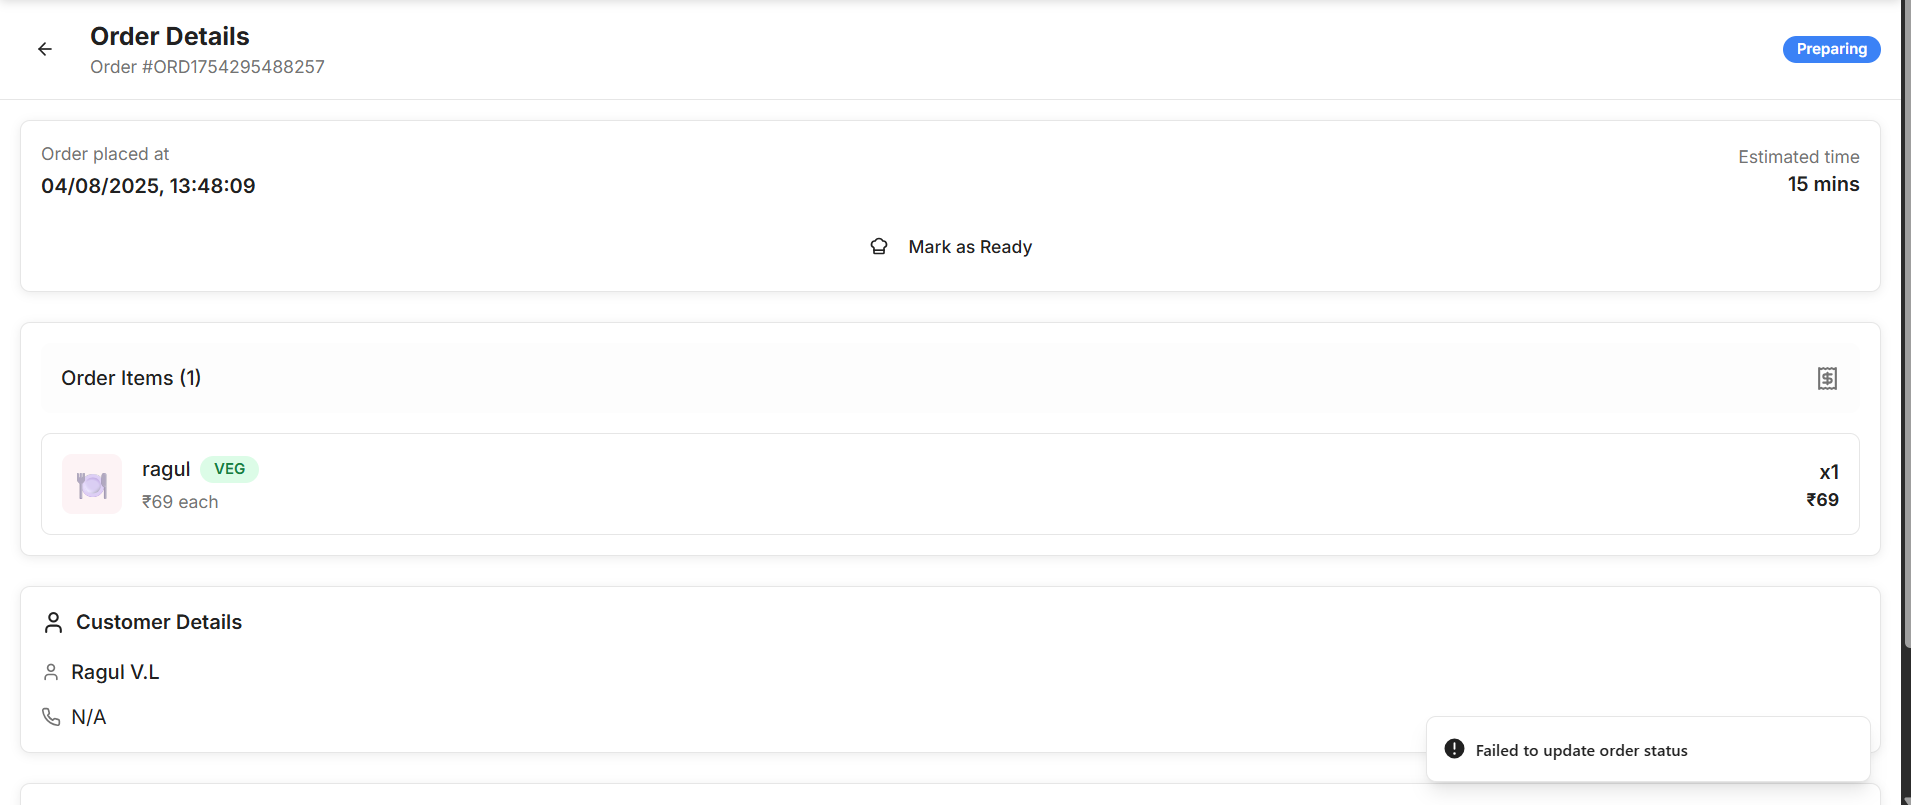 Order Details
Order #ORD1754295488257
Preparing
Order placed at
04/08/2025, 13:48:09
Estimated time
15 mins
Mark as Ready
Order Items (1)
ragul VEG
₹69 each
x1
₹69
Customer Details
Ragul V.L
N/A
Failed to update order status